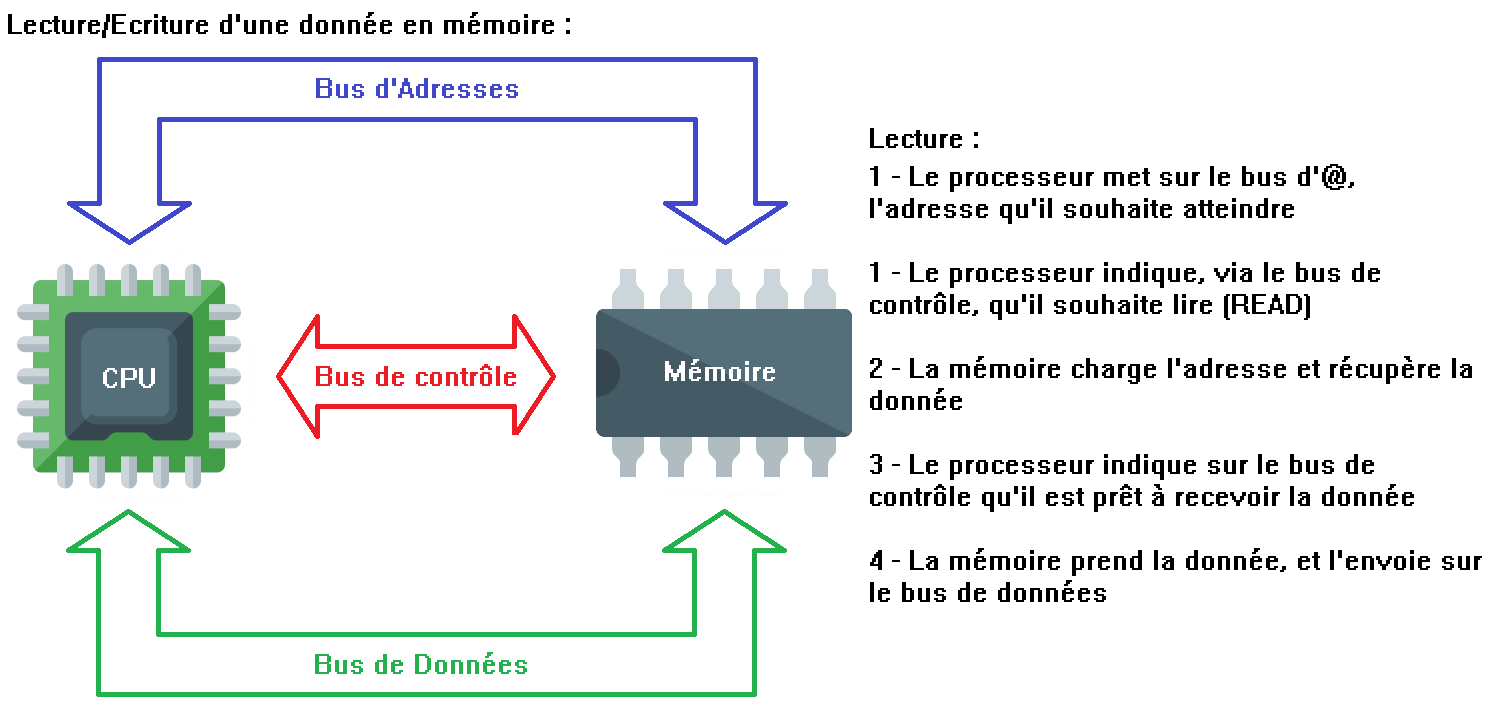 Lecture/Ecriture d'une donnée en mémoire :
Bus d'Adresses
CPU
Bus de contrôle
Mémoire
Bus de Données
Lecture :
1 - Le processeur met sur le bus d'@,
l'adresse qu'il souhaite atteindre
1 - Le processeur indique, via le bus de
contrôle, qu'il souhaite lire (READ)
2 - La mémoire charge l'adresse et récupère la
donnée
3 - Le processeur indique sur le bus de
contrôle qu'il est prêt à recevoir la donnée
4 - La mémoire prend la donnée, et l'envoie sur
le bus de données